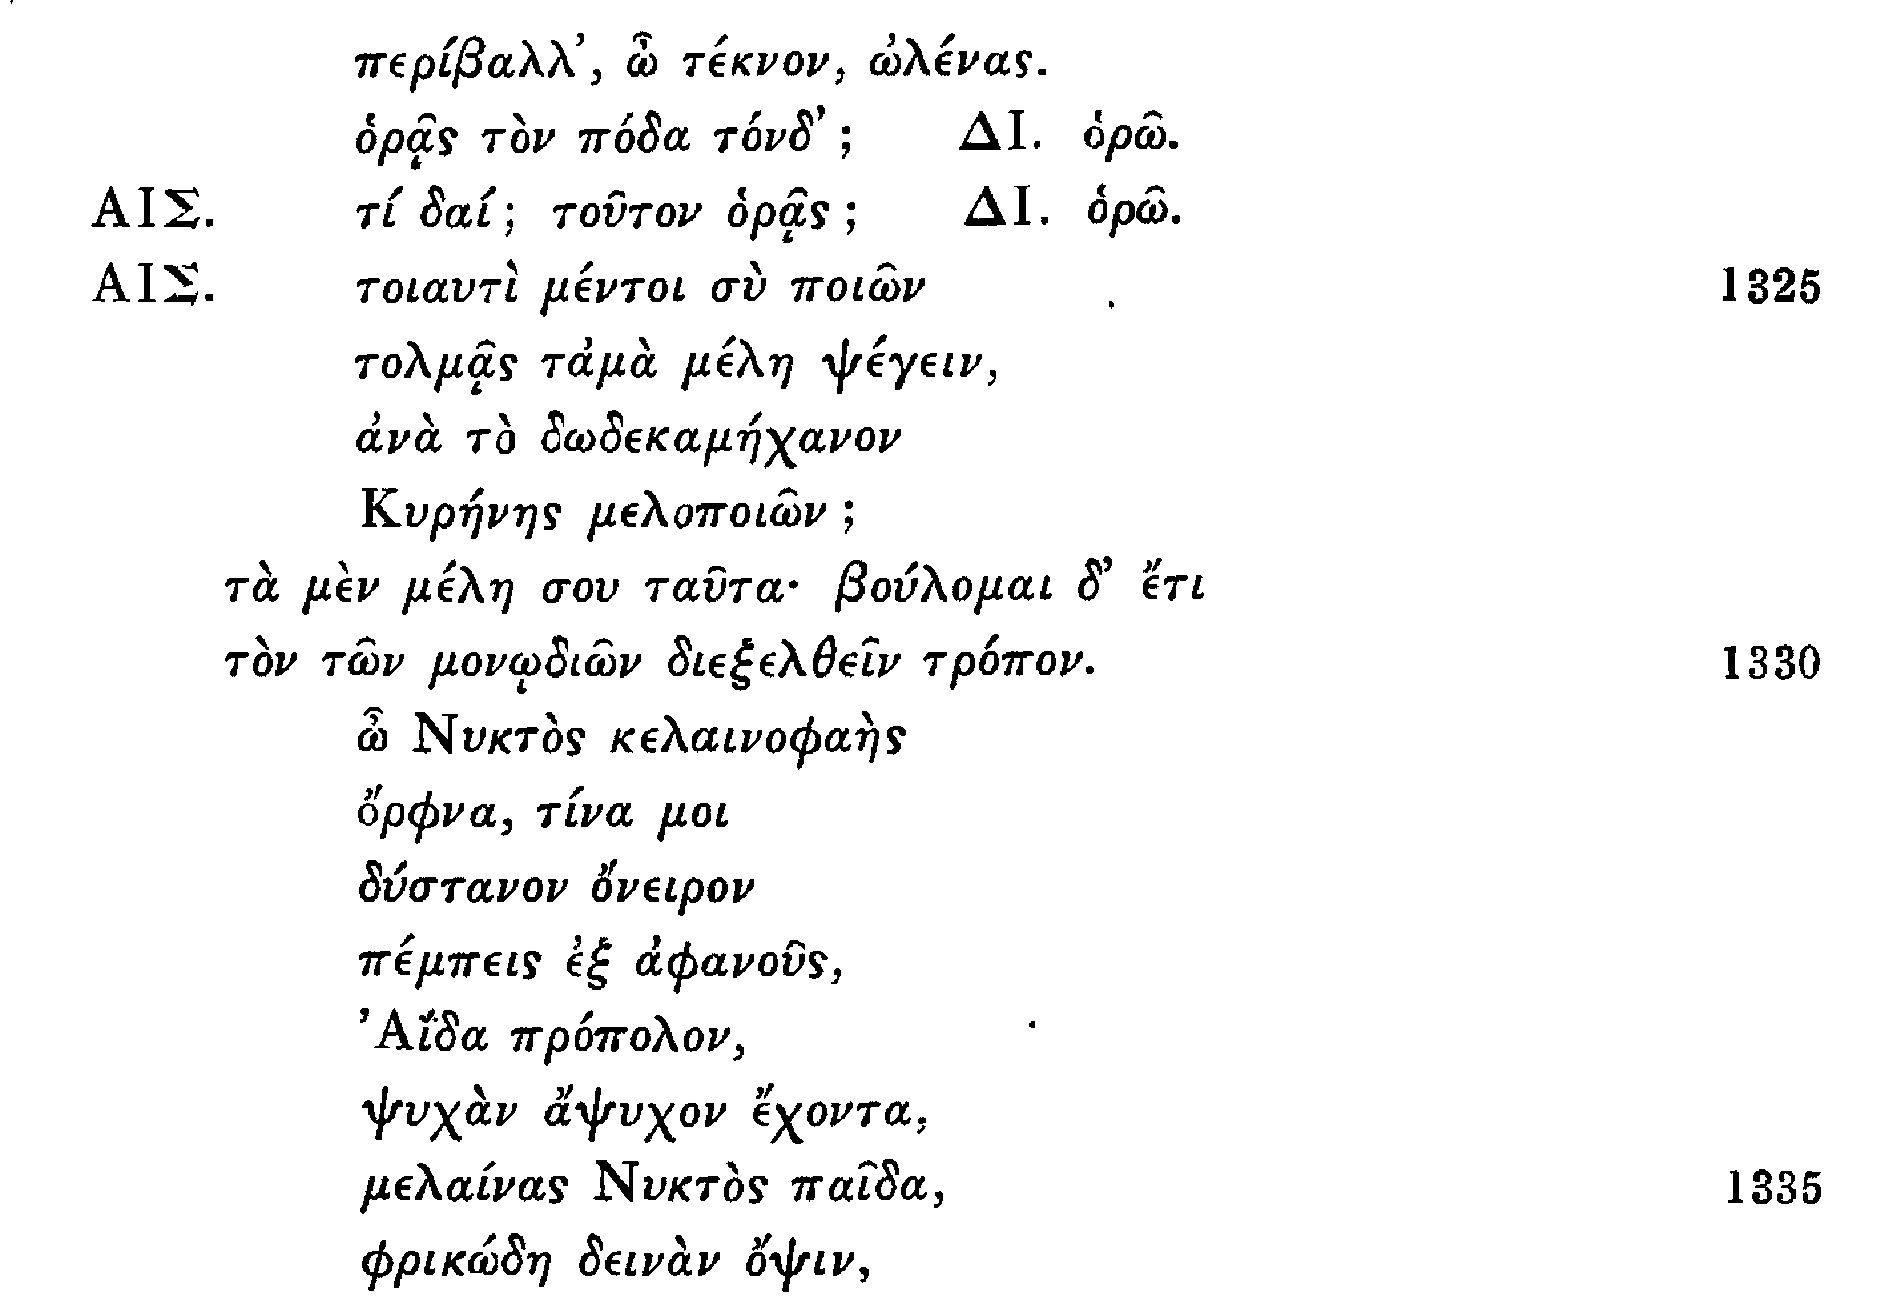 περίβαλλ’, ὦ τέκνον, ὠλένας.
ὁρᾷς τὸν πόδα τόνδ’; ΔΙ. ὁρῶ.
ΑΙΣ. τί δαί; τοῦτον ὁρᾷς; ΔΙ. ὁρῶ.
ΑΙΣ. τοιαυτὶ μέντοι σὺ ποιῶν 1325
τολμᾷς τἀμὰ μέλη ψέγειν,
ἀνὰ τὸ δωδεκαμήχανον
Κυρήνης μελοποιῶν;
τὰ μὲν μέλη σου ταῦτα· βούλομαι δ’ ἔτι
τὸν τῶν μονῳδιῶν διεξελθεῖν τρόπον. 1330
ὦ Νυκτὸς κελαινοφαὴς
ὄρφνα, τίνα μοι
δύστανον ὄνειρον
πέμπεις ἐξ ἀφανοῦς,
Ἀΐδα πρόπολον,
ψυχὰν ἄψυχον ἔχοντα,
μελαίνας Νυκτὸς παῖδα, 1335
φρικώδη δεινὰν ὄψιν,